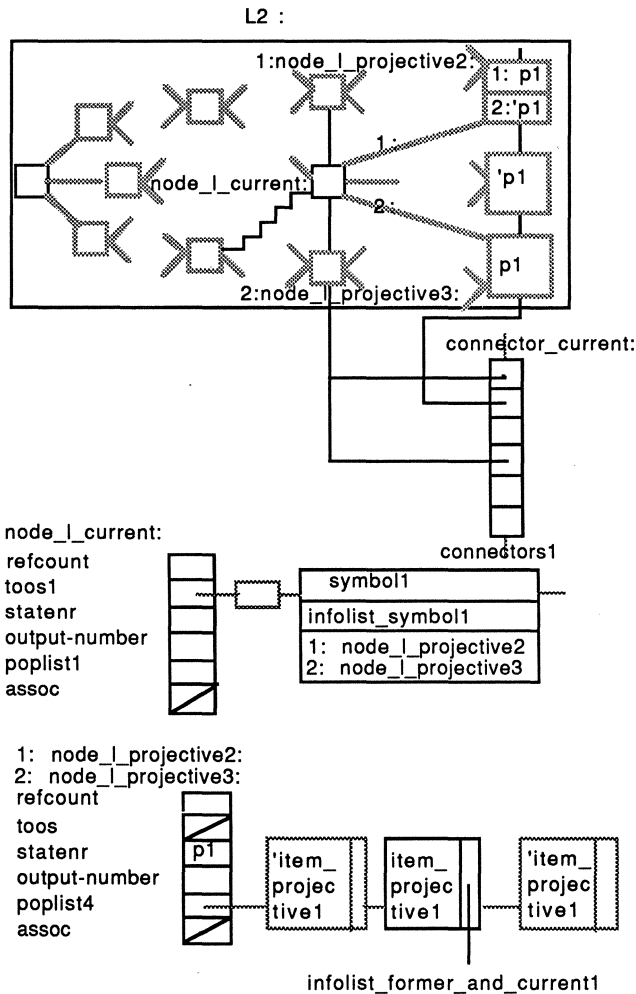 L2 :
1:node_l_projective2:
1: p1
2:'p1
1:
'p1
node_l_current:
2:
p1
2:node_l_projective3:
connector_current:
connectors1
node_l_current:
refcount
toos1
statenr
output-number
poplist1
assoc
symbol1
infolist_symbol1
1: node_l_projective2
2: node_l_projective3
1: node_l_projective2:
2: node_l_projective3:
refcount
toos
statenr
p1
output-number
poplist4
assoc
'item_
projec
tive1
item_
projec
tive1
'item_
projec
tive1
infolist_former_and_current1